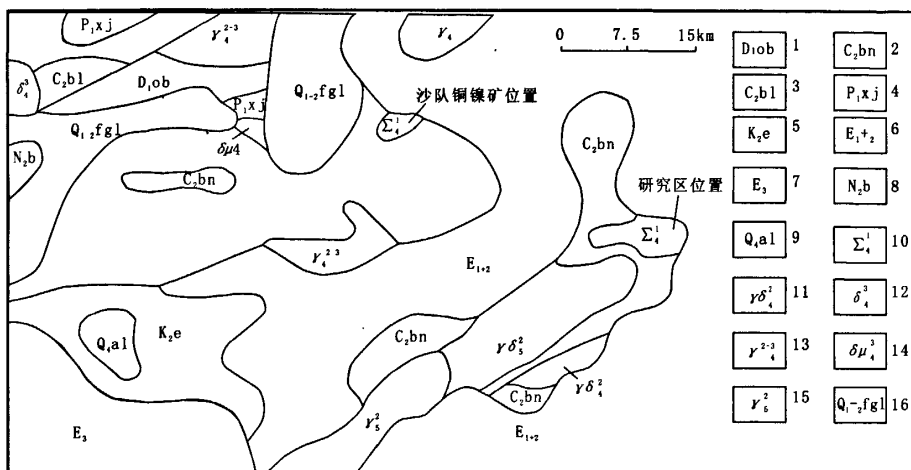 P₁xj
γ₄²⁻³
γ₄
0 7.5 15km
δ₄³
C₂bl
D₁ob
Q₁₋₂fgl
沙队铜镍矿位置
P₁xj
Σ₄¹
Q₁₋₂fgl
δμ4
C₂bn
N₂b
C₂bn
研究区位置
Σ₄¹
γ₄²⁻³
E₁₊₂
Q₄al
K₂e
C₂bn
γδ₅²
γδ₄²
C₂bn
γ₅²
E₃
E₁₊₂
D₁ob 1
C₂bn 2
C₂bl 3
P₁xj 4
K₂e 5
E₁+₂ 6
E₃ 7
N₂b 8
Q₄al 9
Σ₄¹ 10
γδ₄² 11
δ₄³ 12
γ₄²⁻³ 13
δμ₄³ 14
γ₅² 15
Q₁-₂fgl 16